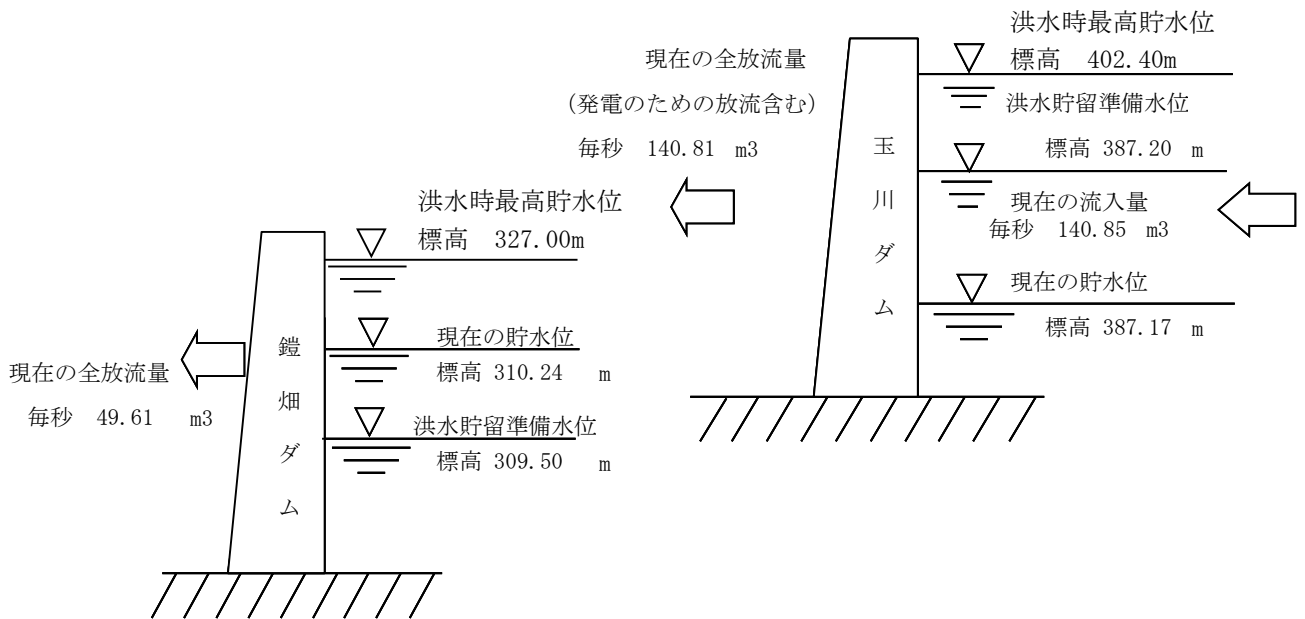 洪水時最高貯水位
標高 402.40m
現在の全放流量
(発電のための放流含む)
毎秒 140.81 m3
洪水貯留準備水位
標高 387.20 m
現在の流入量
毎秒 140.85 m3
現在の貯水位
標高 387.17 m
玉川ダム
洪水時最高貯水位
標高 327.00m
現在の貯水位
標高 310.24 m
洪水貯留準備水位
標高 309.50 m
現在の全放流量
毎秒 49.61 m3
鎧畑ダム